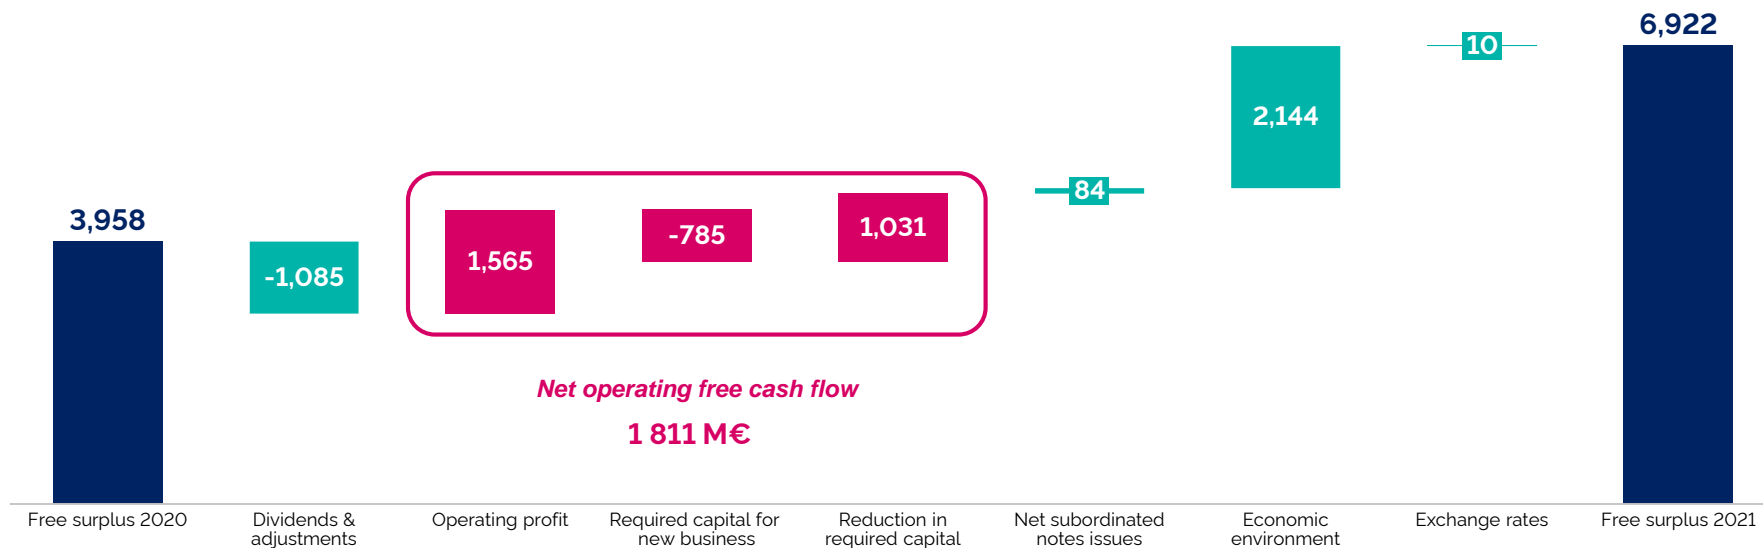 3,958
-1,085
1,565
-785
1,031
84
2,144
10
6,922
Net operating free cash flow
1 811 M€
Free surplus 2020
Dividends &
adjustments
Operating profit
Required capital for
new business
Reduction in
required capital
Net subordinated
notes issues
Economic
environment
Exchange rates
Free surplus 2021